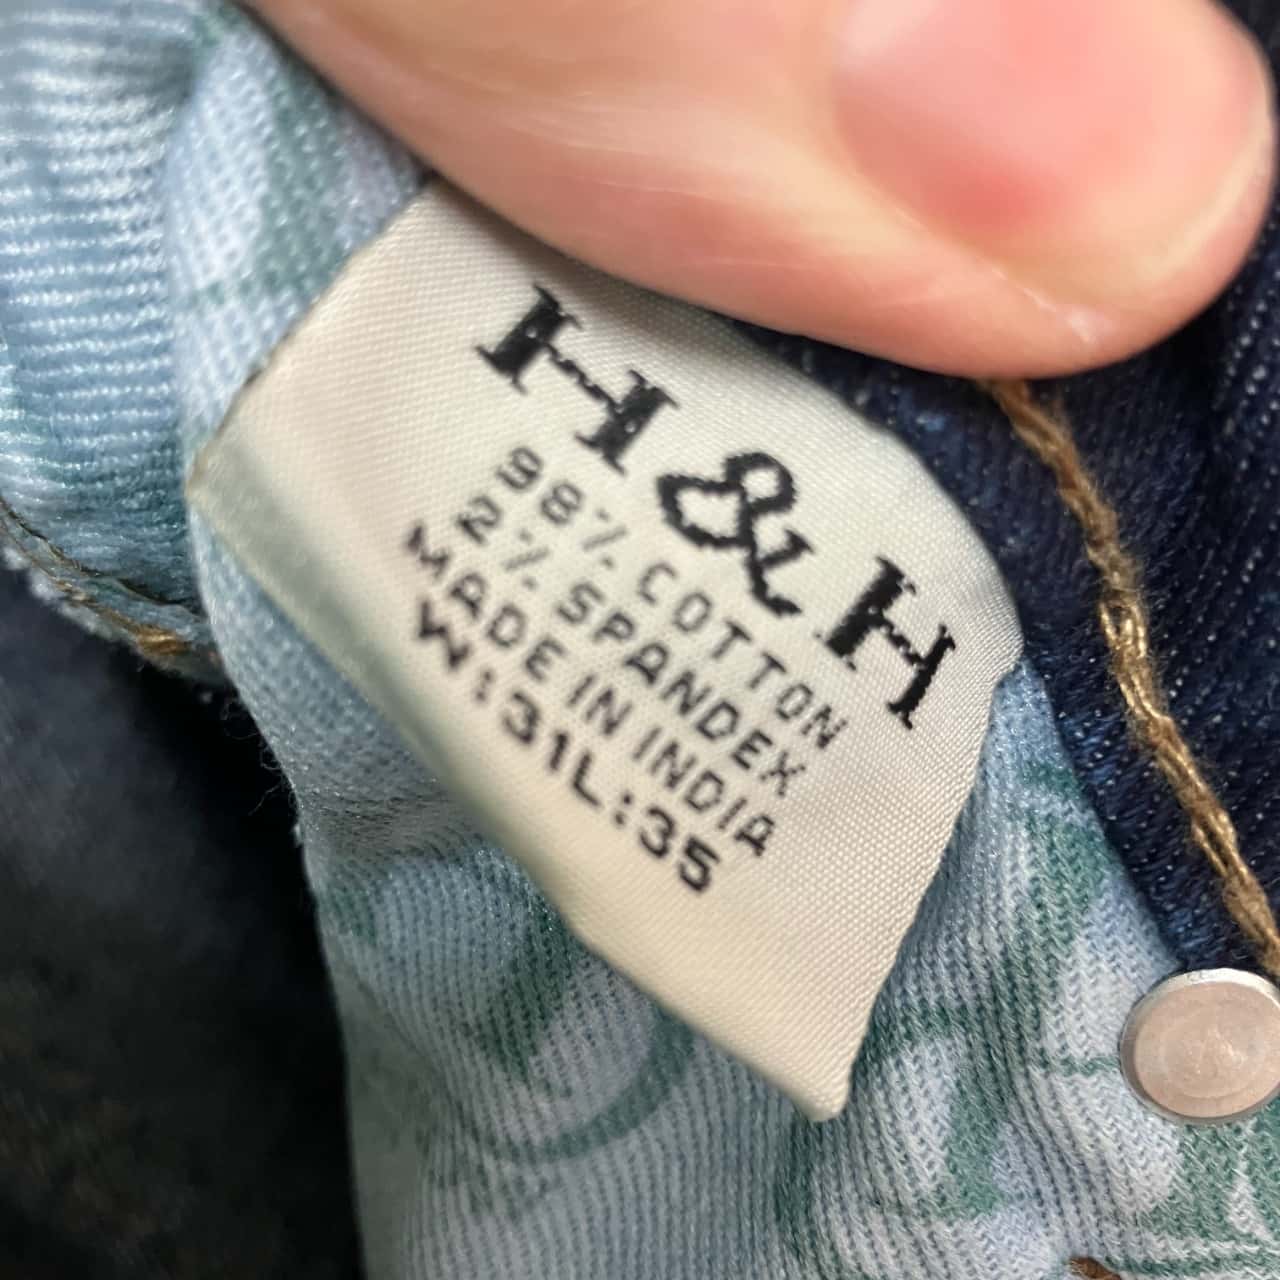 H&H
98% COTTON
2% SPANDEX
MADE IN INDIA
W:31L:35